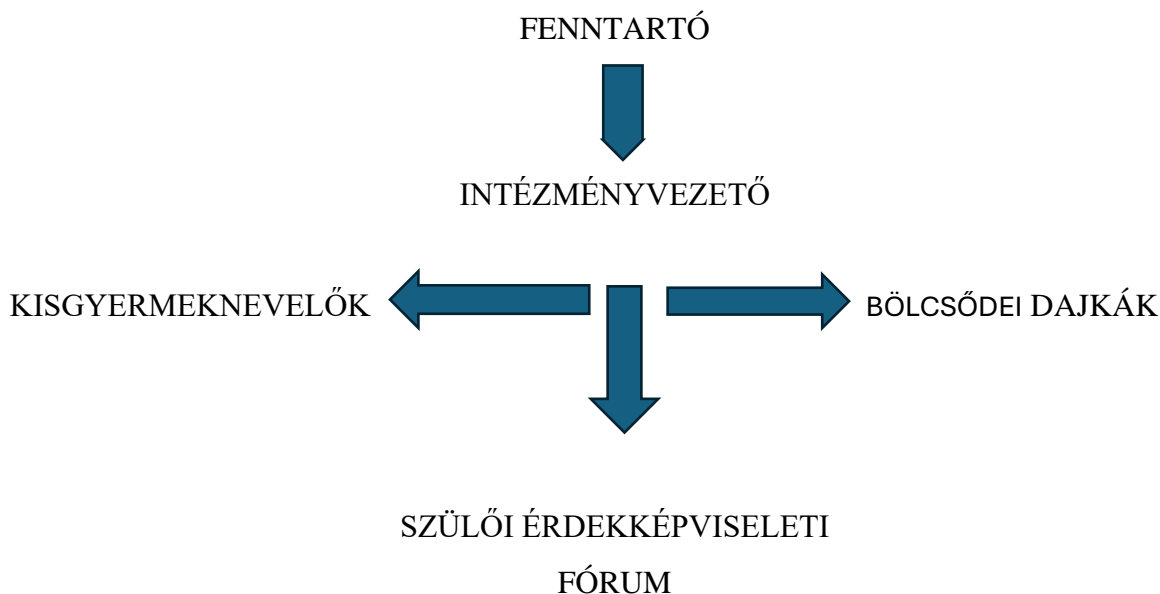 FENNTARTÓ
INTÉZMÉNYVEZETŐ
KISGYERMEKNEVELŐK
BÖLCSŐDEI DAJKÁK
SZÜLŐI ÉRDEKKÉPVISELETI
FÓRUM